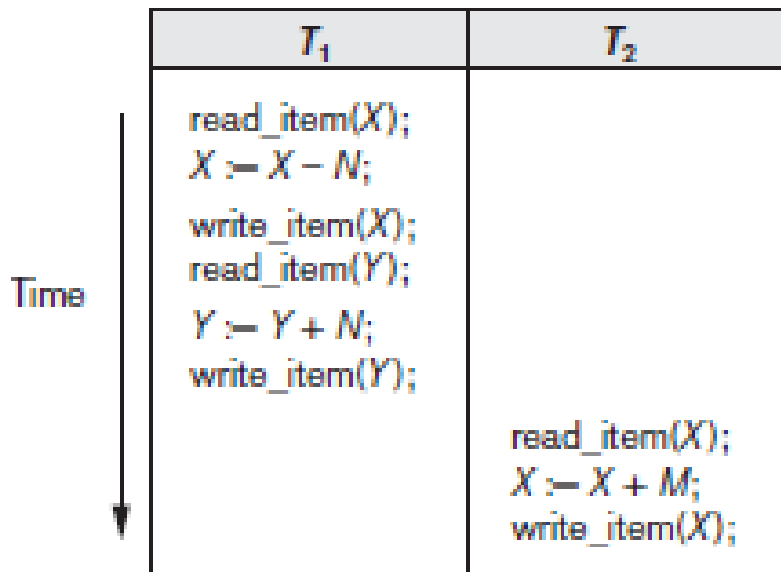 T₁ T₂
read_item(X);
X := X – N;
write_item(X);
read_item(Y);
Time
Y := Y + N;
write_item(Y);
read_item(X);
X := X + M;
write_item(X);